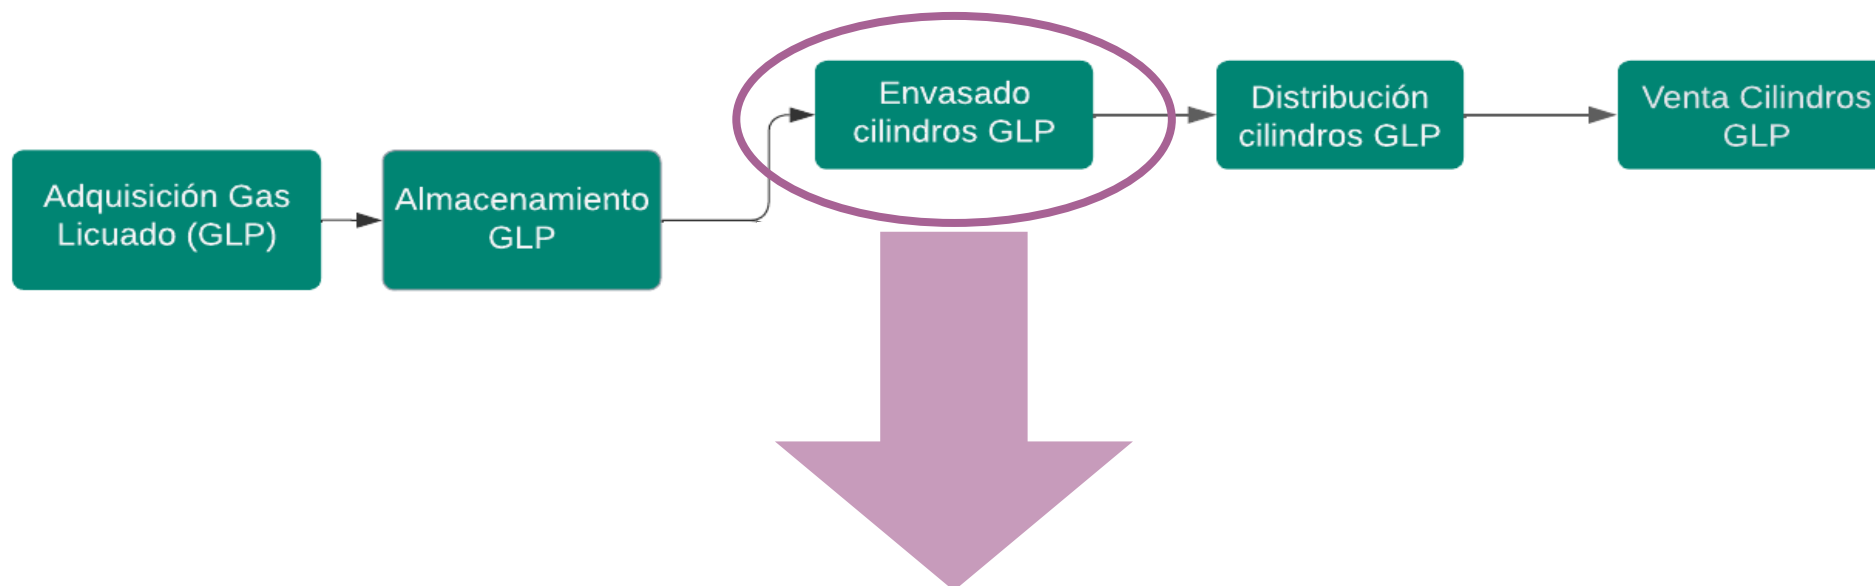 Adquisición Gas
Licuado (GLP)
Almacenamiento
GLP
Envasado
cilindros GLP
Distribución
cilindros GLP
Venta Cilindros
GLP